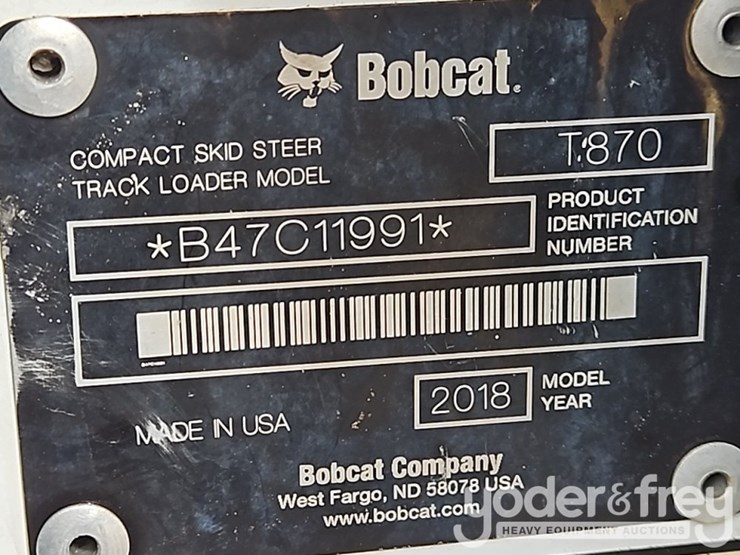 Bobcat.
COMPACT SKID STEER
TRACK LOADER MODEL
T870
*B47C11991*
PRODUCT
IDENTIFICATION
NUMBER
MADE IN USA
2018
MODEL
YEAR
Bobcat Company
West Fargo, ND 58078 USA
www.bobcat.com
yoder&frey
HEAVY EQUIPMENT AUCTIONS